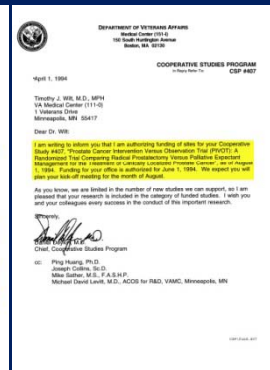 DEPARTMENT OF VETERANS AFFAIRS
Medical Center (151-I)
150 South Huntington Avenue
Boston, MA 02130
COOPERATIVE STUDIES PROGRAM
In Reply Refer To: CSP #407
April 1, 1994
Timothy J. Wilt, M.D., MPH
VA Medical Center (111-0)
1 Veterans Drive
Minneapolis, MN 55417
Dear Dr. Wilt:
I am writing to inform you that I am authorizing funding of sites for your Cooperative
Study #407, "Prostate Cancer Intervention Versus Observation Trial (PIVOT): A
Randomized Trial Comparing Radical Prostatectomy Versus Palliative Expectant
Management for the Treatment of Clinically Localized Prostate Cancer", as of August
1, 1994. Funding for your office is authorized for June 1, 1994. We expect you will
plan your kick-off meeting for the month of August.
As you know, we are limited in the number of new studies we can support, so I am
pleased that your research is included in the category of funded studies. I wish you
and your colleagues every success in the conduct of this important research.
Sincerely,
Daniel Deykin, M.D.
Chief, Cooperative Studies Program
cc: Ping Huang, Ph.D.
Joseph Collins, Sc.D.
Mike Sather, M.S., F.A.S.H.P.
Michael David Levitt, M.D., ACOS for R&D, VAMC, Minneapolis, MN